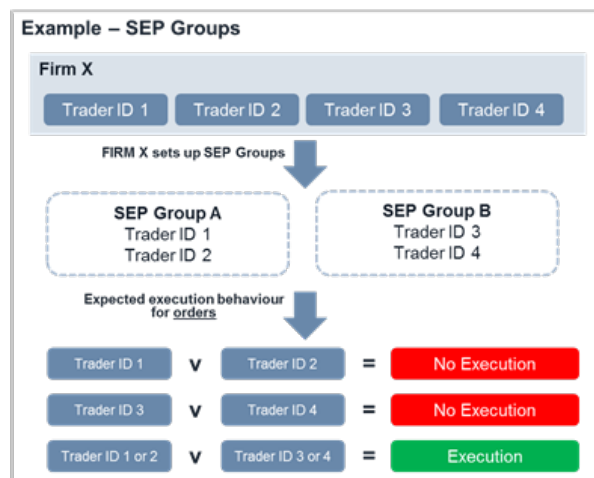 Example – SEP Groups
Firm X
Trader ID 1 Trader ID 2 Trader ID 3 Trader ID 4
FIRM X sets up SEP Groups
SEP Group A
Trader ID 1
Trader ID 2
SEP Group B
Trader ID 3
Trader ID 4
Expected execution behaviour
for orders
Trader ID 1 v Trader ID 2 = No Execution
Trader ID 3 v Trader ID 4 = No Execution
Trader ID 1 or 2 v Trader ID 3 or 4 = Execution